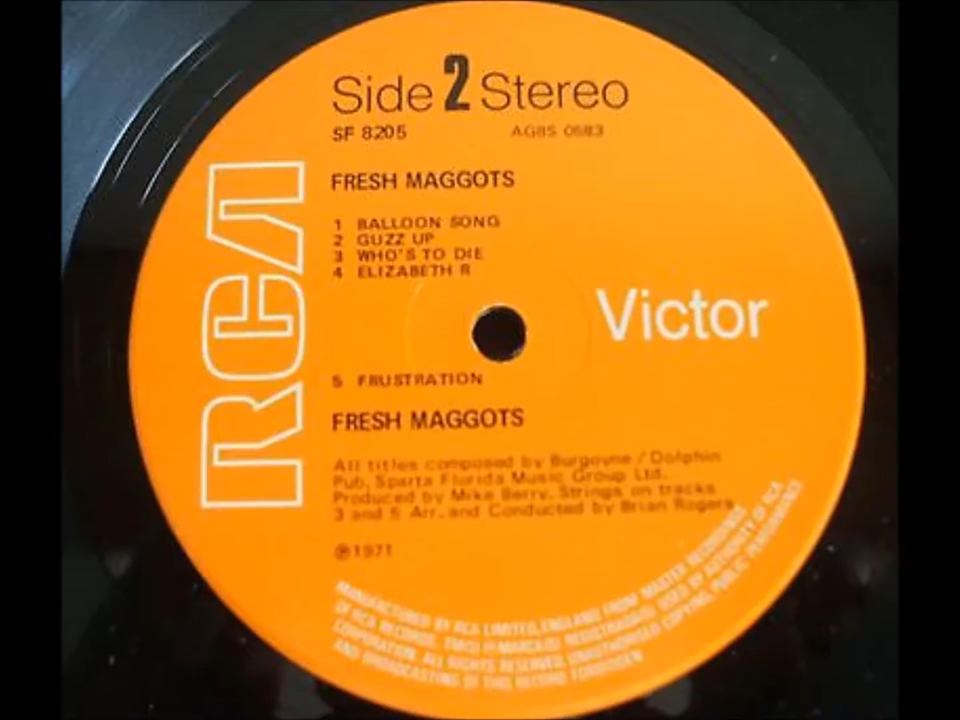 Side 2 Stereo
SF 8205 AGBS 0583
FRESH MAGGOTS
1 BALLOON SONG
2 GUZZ UP
3 WHO'S TO DIE
4 ELIZABETH R
RCA
Victor
5 FRUSTRATION
FRESH MAGGOTS
All titles composed by Burgoyne / Dolphin
Pub, Sparta Florida Music Group Ltd.
Produced by Mike Berry. Strings on tracks
3 and 5 Arr. and Conducted by Brian Rogers
℗1971
MANUFACTURED BY RCA LIMITED, ENGLAND FROM MASTER RECORDINGS
OF RCA RECORDS. TM(S) ® MARCA(S) REGISTRADA(S) USED BY AUTHORITY OF RCA
CORPORATION. ALL RIGHTS RESERVED. UNAUTHORISED COPYING, PUBLIC PERFORMANCE
AND BROADCASTING OF THIS RECORD FORBIDDEN